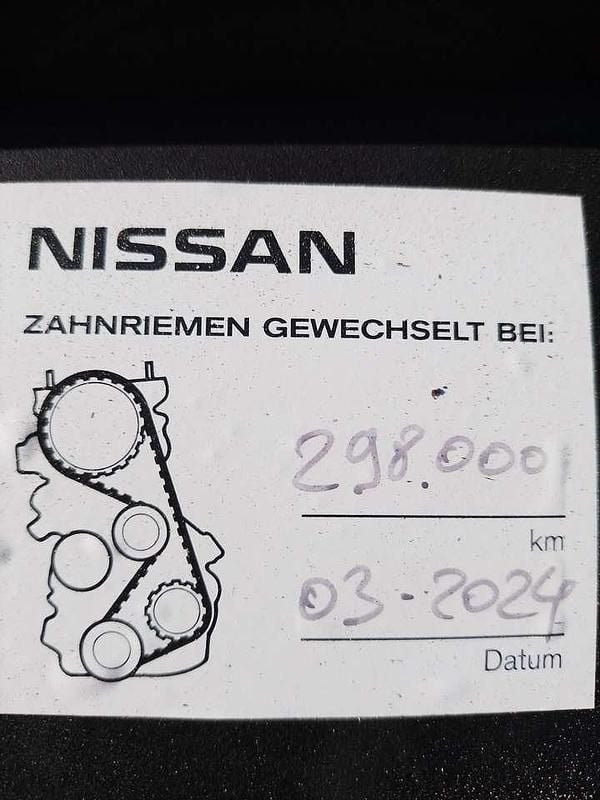 NISSAN
ZAHNRIEMEN GEWECHSELT BEI:
298.000
km
03-2024
Datum